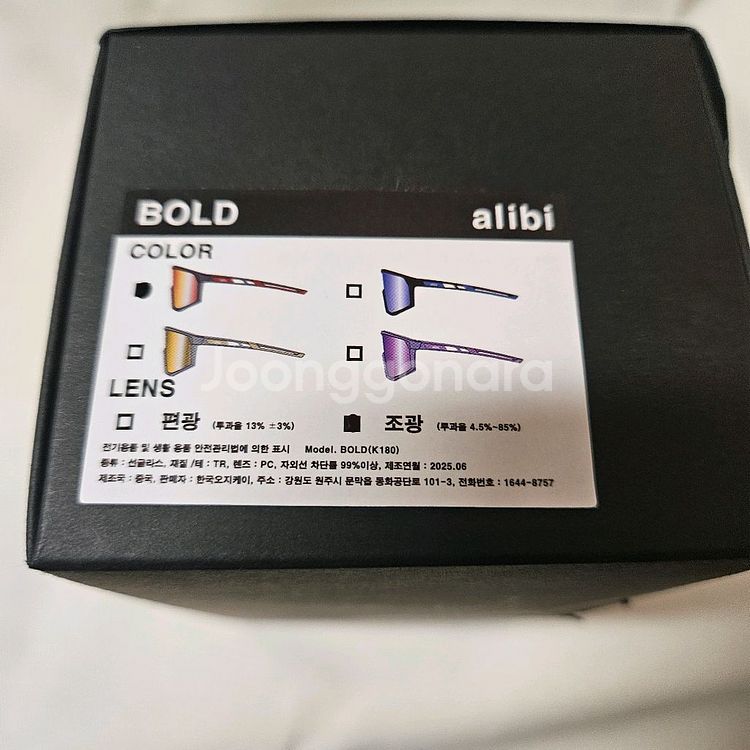 BOLD alibi
COLOR
Joonggonara
LENS
편광 (투과율 13% ±3%) 조광 (투과율 4.5%~85%)
전기용품 및 생활 용품 안전관리법에 의한 표시 Model. BOLD(K180)
종류 : 선글라스, 재질 /테 : TR, 렌즈 : PC, 자외선 차단률 99%이상, 제조연월 : 2025.06
제조국 : 중국, 판매자 : 한국오지케이, 주소 : 강원도 원주시 문막읍 동화공단로 101-3, 전화번호 : 1644-8757